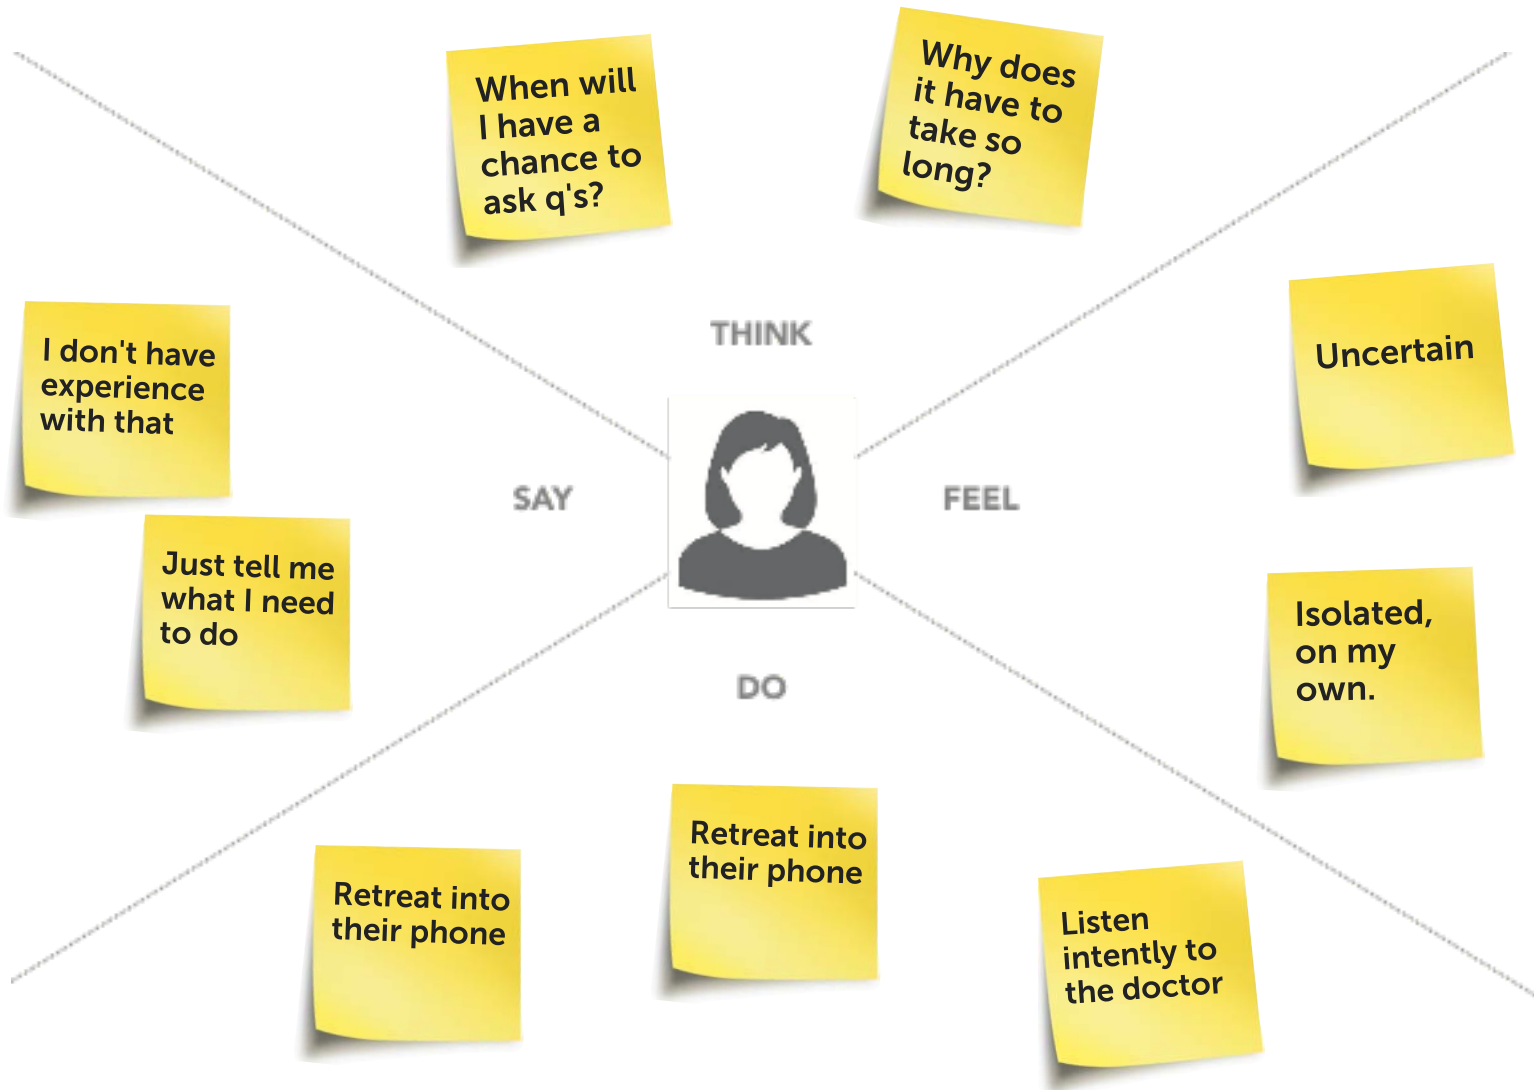 When will
I have a
chance to
ask q's?
Why does
it have to
take so
long?
THINK
I don't have
experience
with that
Just tell me
what I need
to do
SAY
FEEL
Uncertain
Isolated,
on my
own.
DO
Retreat into
their phone
Retreat into
their phone
Listen
intently to
the doctor